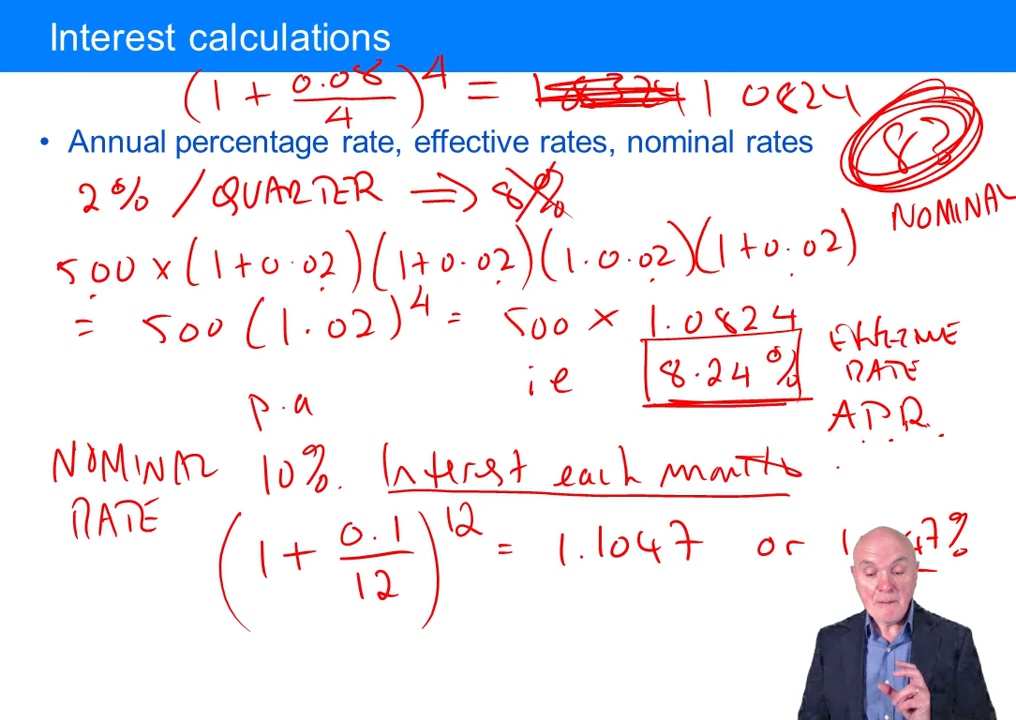 Interest calculations
(1 + 0.08/4)^4 = 1 0824
• Annual percentage rate, effective rates, nominal rates
8%
NOMINAL
2% / QUARTER ⇒ 8%
500 × (1+0.02)(1+0.02)(1.0.02)(1+0.02)
= 500 (1.02)^4 = 500 × 1.0824
ie 8.24%
RATE
APR.
p.a
NOMINAL RATE 10%. Interest each month
(1 + 0.1/12)^12 = 1.1047 or